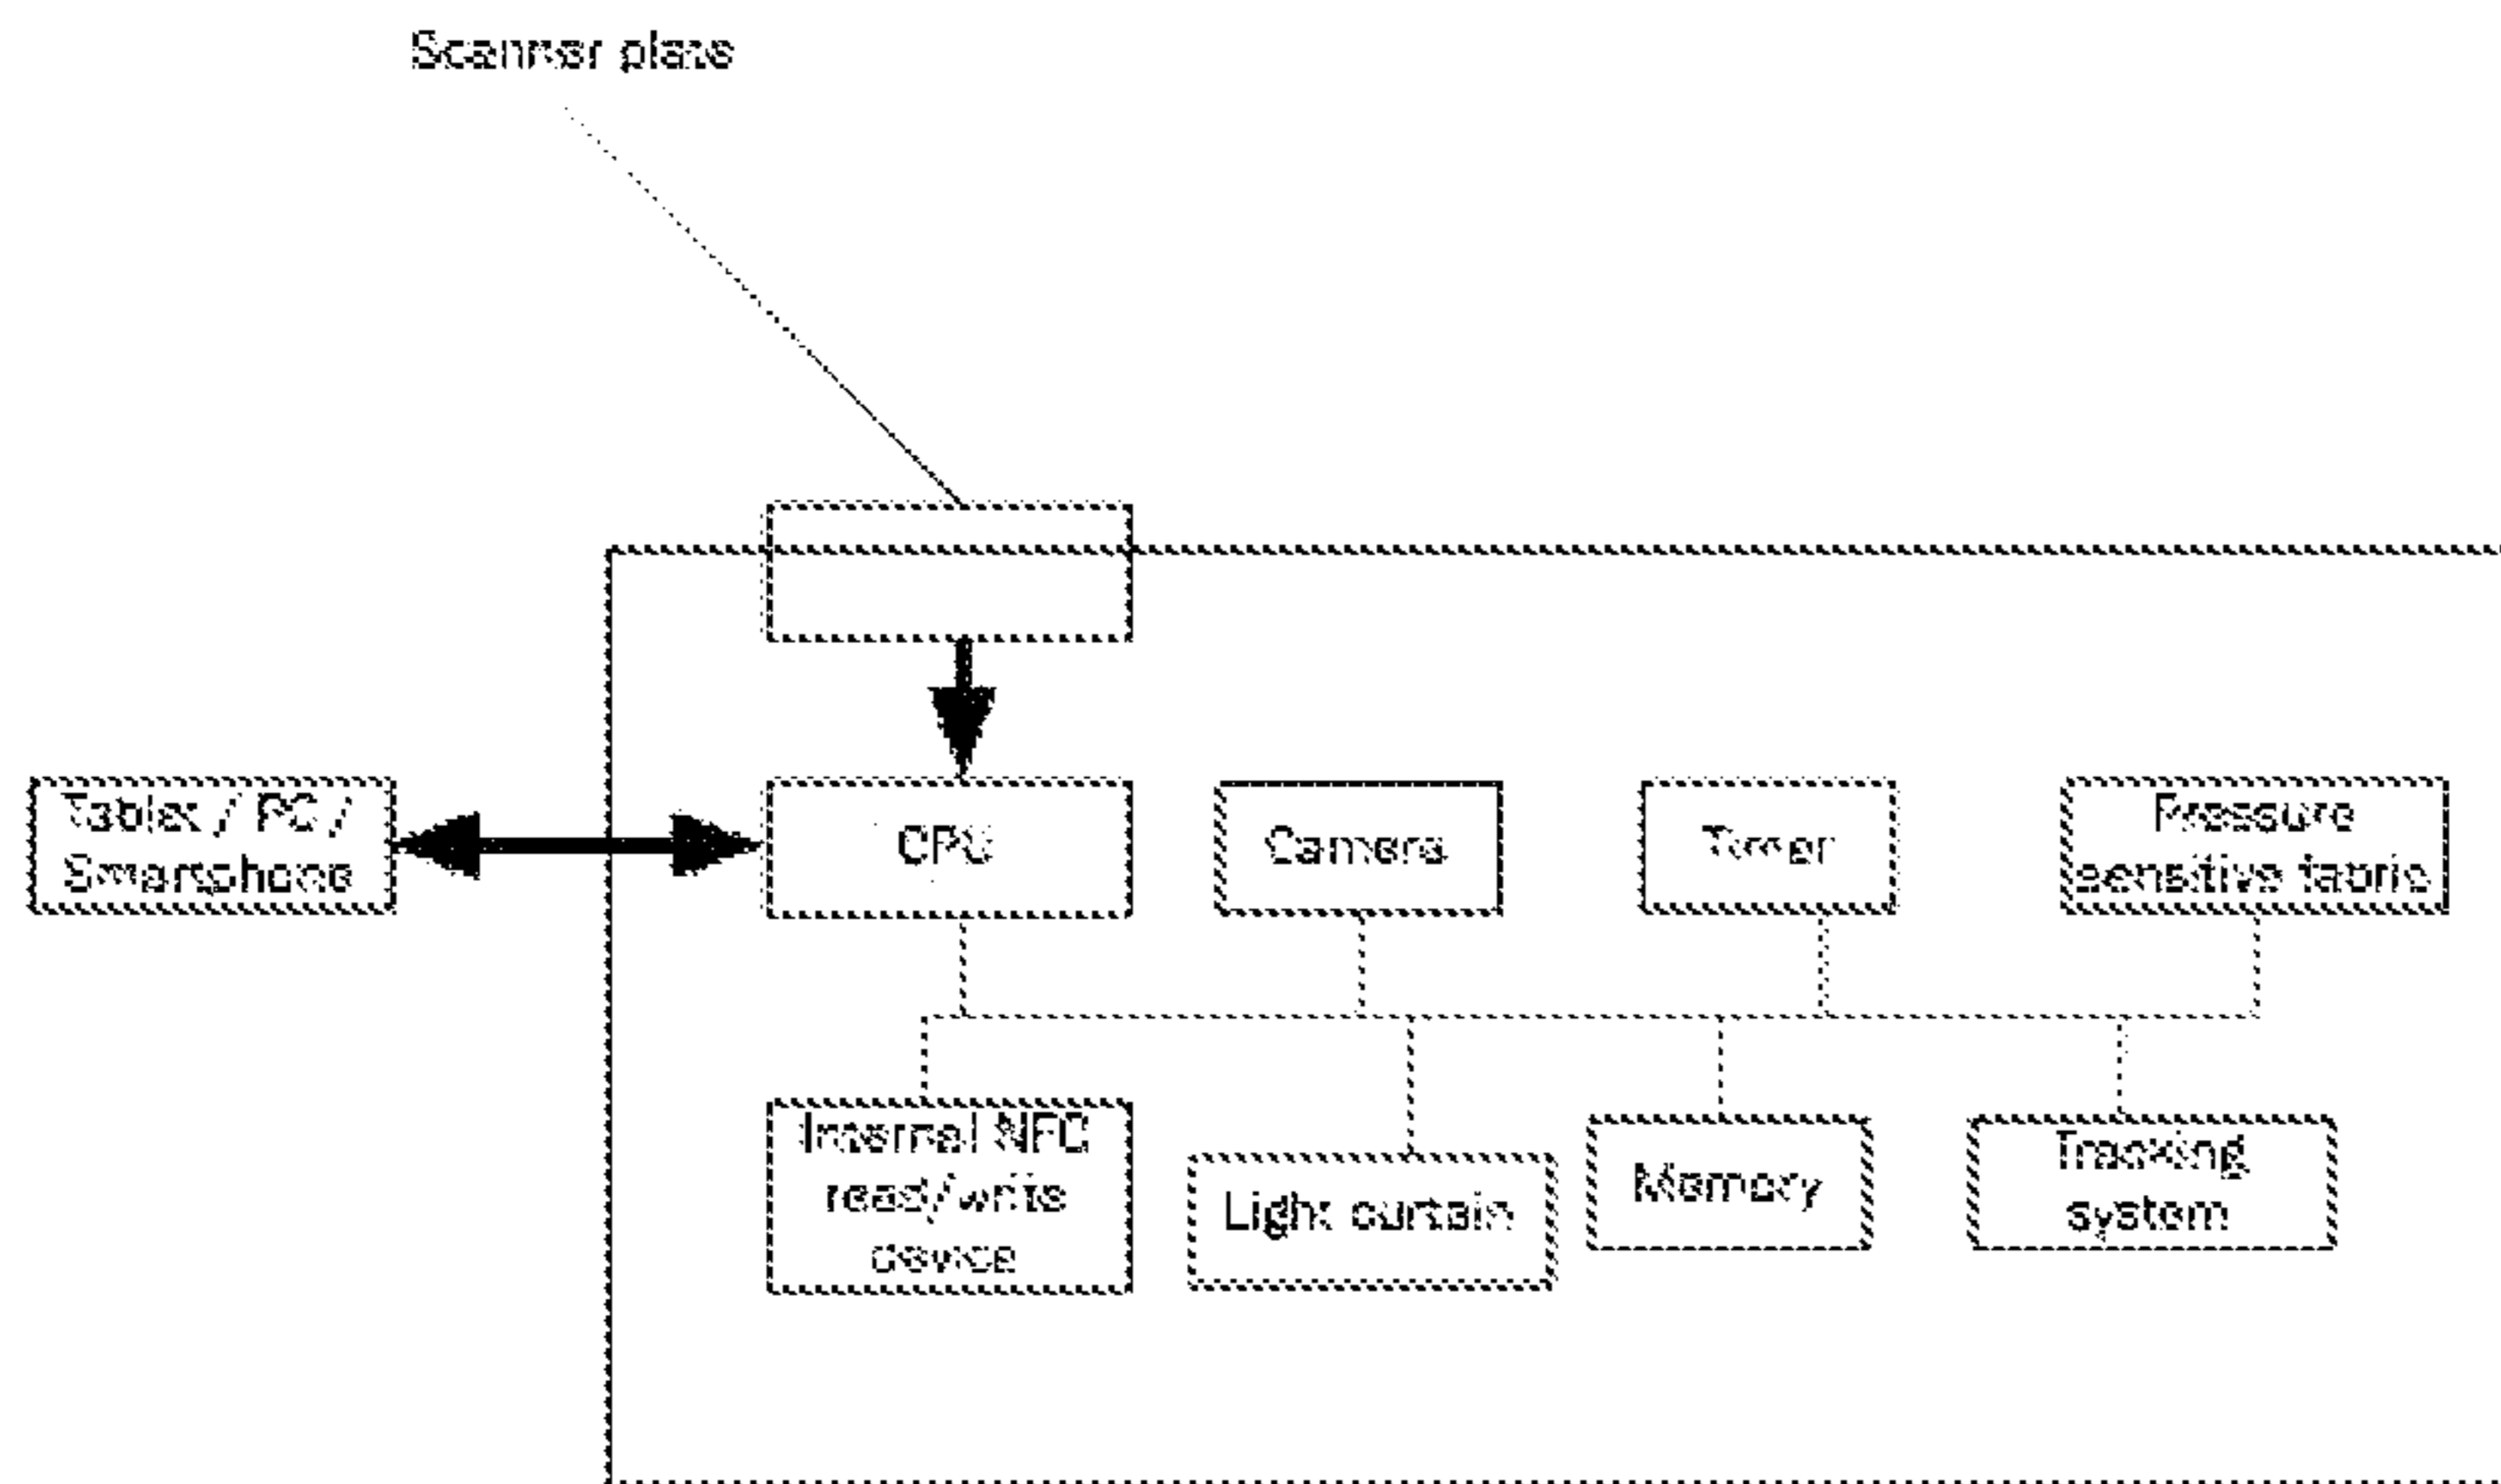 Scanner plate
Tablet / PC /
Smartphone
CPU
Camera
Pressure
sensitive fabric
Internal NFC
read/write
device
Light curtain
Memory
Tracking
system